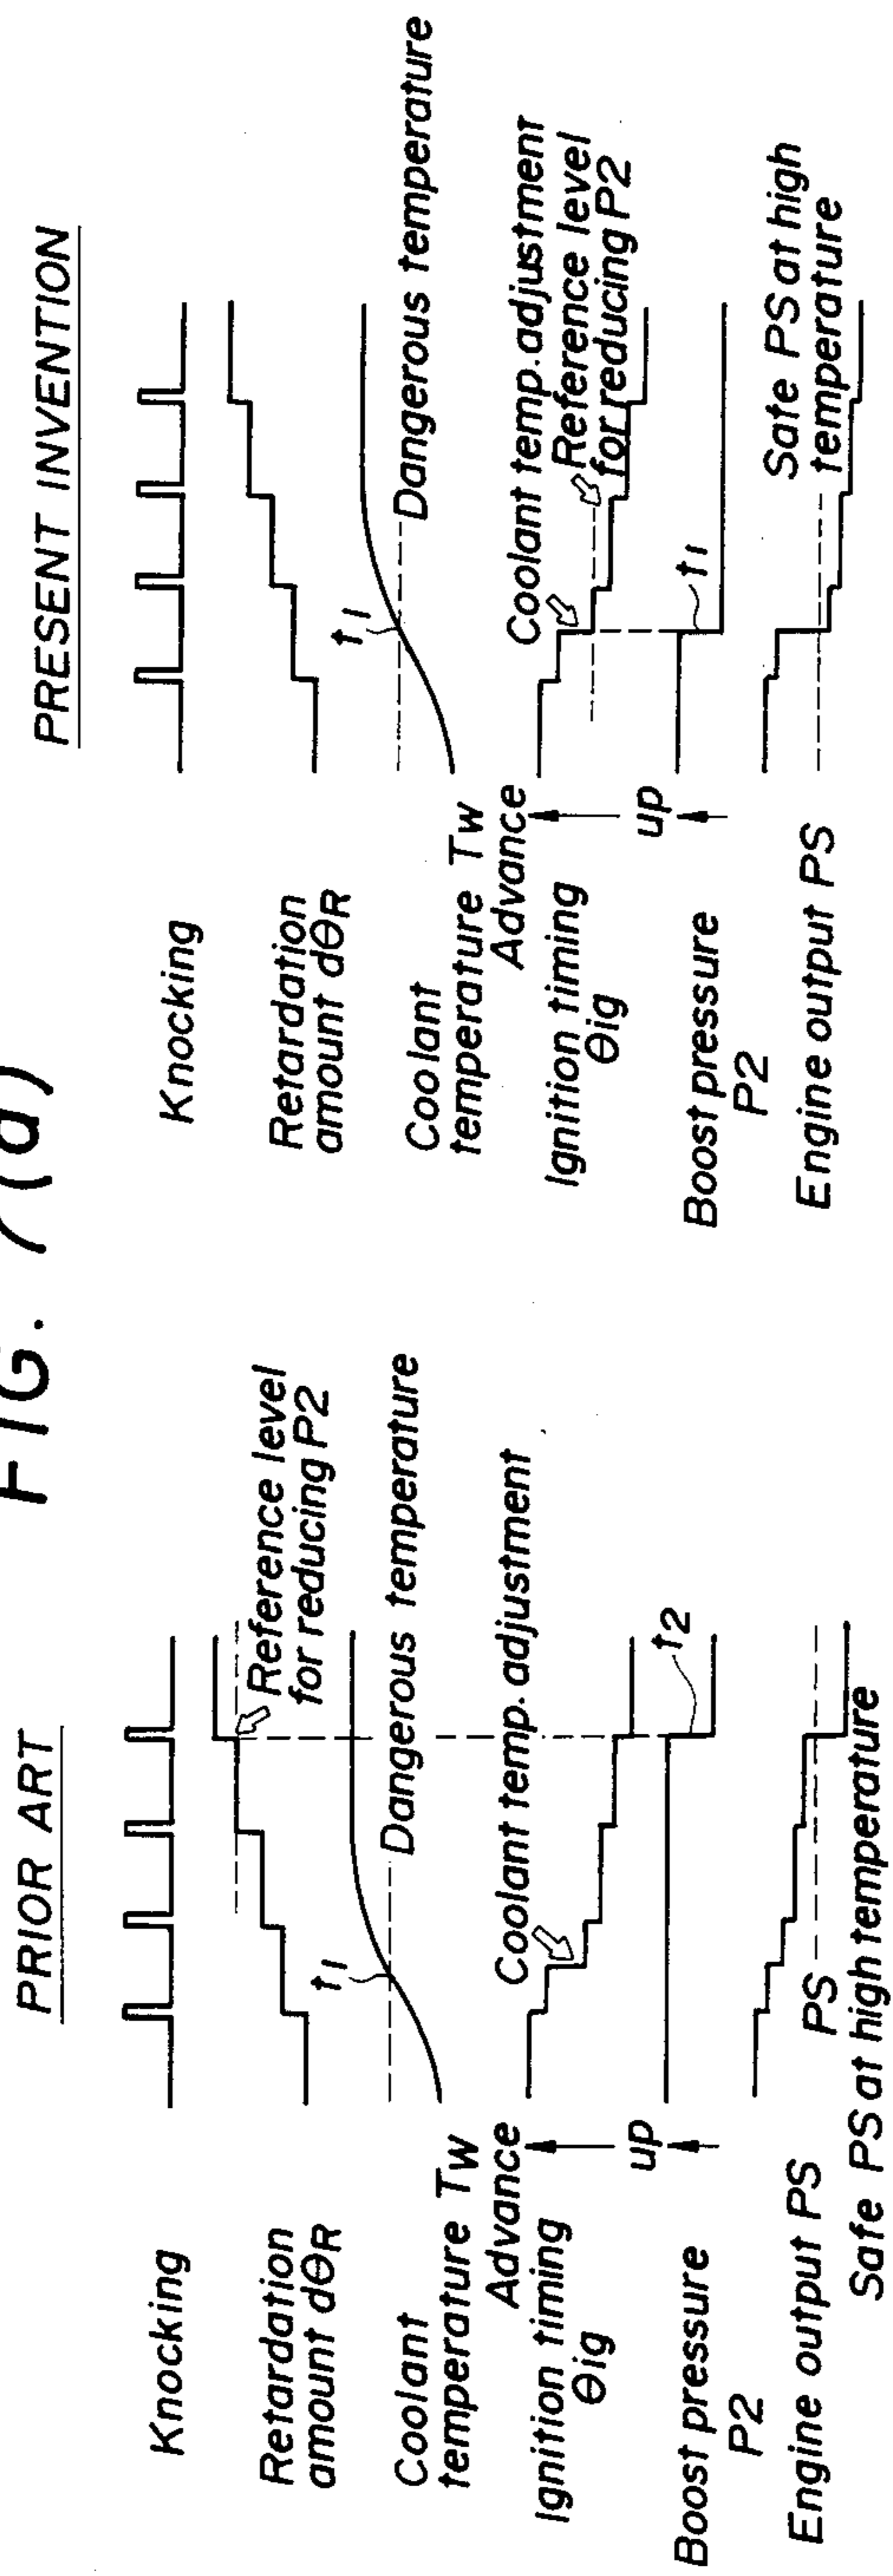 FIG. 7(a)
PRIOR ART
Knocking
Retardation
amount dθR
Reference level
for reducing P2
Coolant
temperature Tw
t1
Dangerous temperature
Advance
Ignition timing
θig
Coolant temp. adjustment
up
Boost pressure
P2
t2
Engine output PS
PS
Safe PS at high temperature
PRESENT INVENTION
Knocking
Retardation
amount dθR
Coolant
temperature Tw
t1
Dangerous temperature
Advance
Ignition timing
θig
Coolant temp. adjustment
Reference level
for reducing P2
up
Boost pressure
P2
t1
Engine output PS
Safe PS at high
temperature